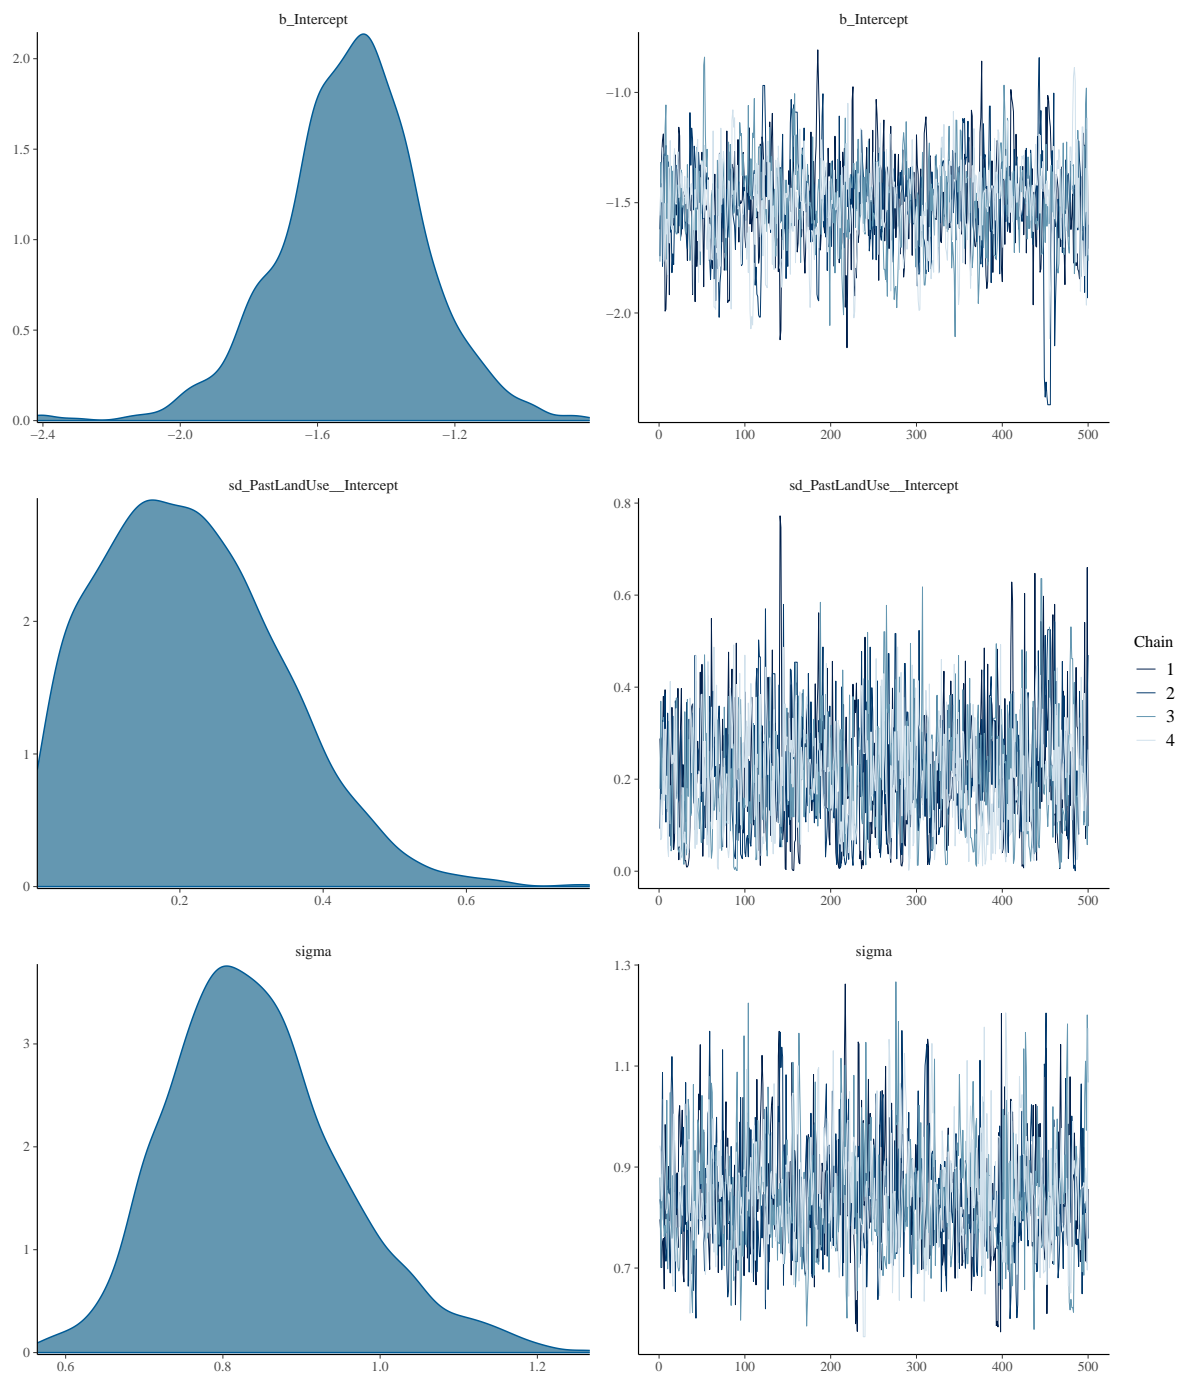 b_Intercept
2.0
1.5
1.0
0.5
0.0
−2.4 −2.0 −1.6 −1.2
b_Intercept
−1.0
−1.5
−2.0
0 100 200 300 400 500
sd_PastLandUse__Intercept
2
1
0
0.2 0.4 0.6
sd_PastLandUse__Intercept
0.8
0.6
0.4
0.2
0.0
0 100 200 300 400 500
Chain
1
2
3
4
sigma
3
2
1
0
0.6 0.8 1.0 1.2
sigma
1.3
1.1
0.9
0.7
0 100 200 300 400 500